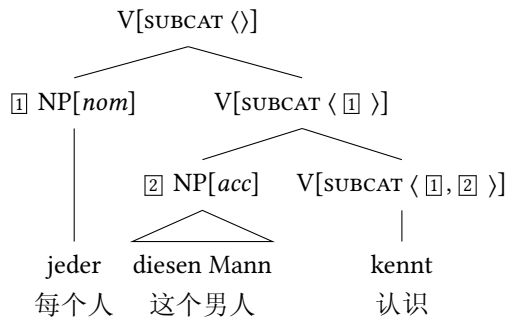 V[SUBCAT ⟨⟩]
1 NP[nom] V[SUBCAT ⟨ 1 ⟩]
2 NP[acc] V[SUBCAT ⟨ 1, 2 ⟩]
jeder diesen Mann kennt
每个人 这个男人 认识